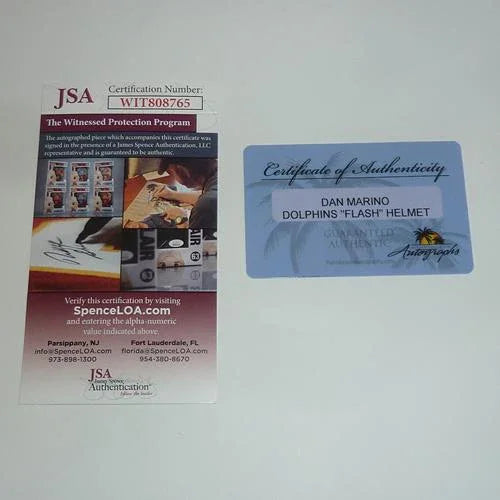 JSA
Certification Number:
WIT808765
The Witnessed Protection Program
The autographed piece which accompanies this certificate was
signed in the presence of a James Spence Authentication, LLC
representative and is guaranteed to be authentic.
AIR
63
Verify this certification by visiting
SpenceLOA.com
and entering the alpha-numeric
value indicated above.
Parsippany, NJ
info@SpenceLOA.com
973-898-1300
Fort Lauderdale, FL
florida@SpenceLOA.com
954-380-8670
JSA
James Spence
Authentication
Certificate of Authenticity
DAN MARINO
DOLPHINS "FLASH" HELMET
GUARANTEED
AUTHENTIC
Autographs